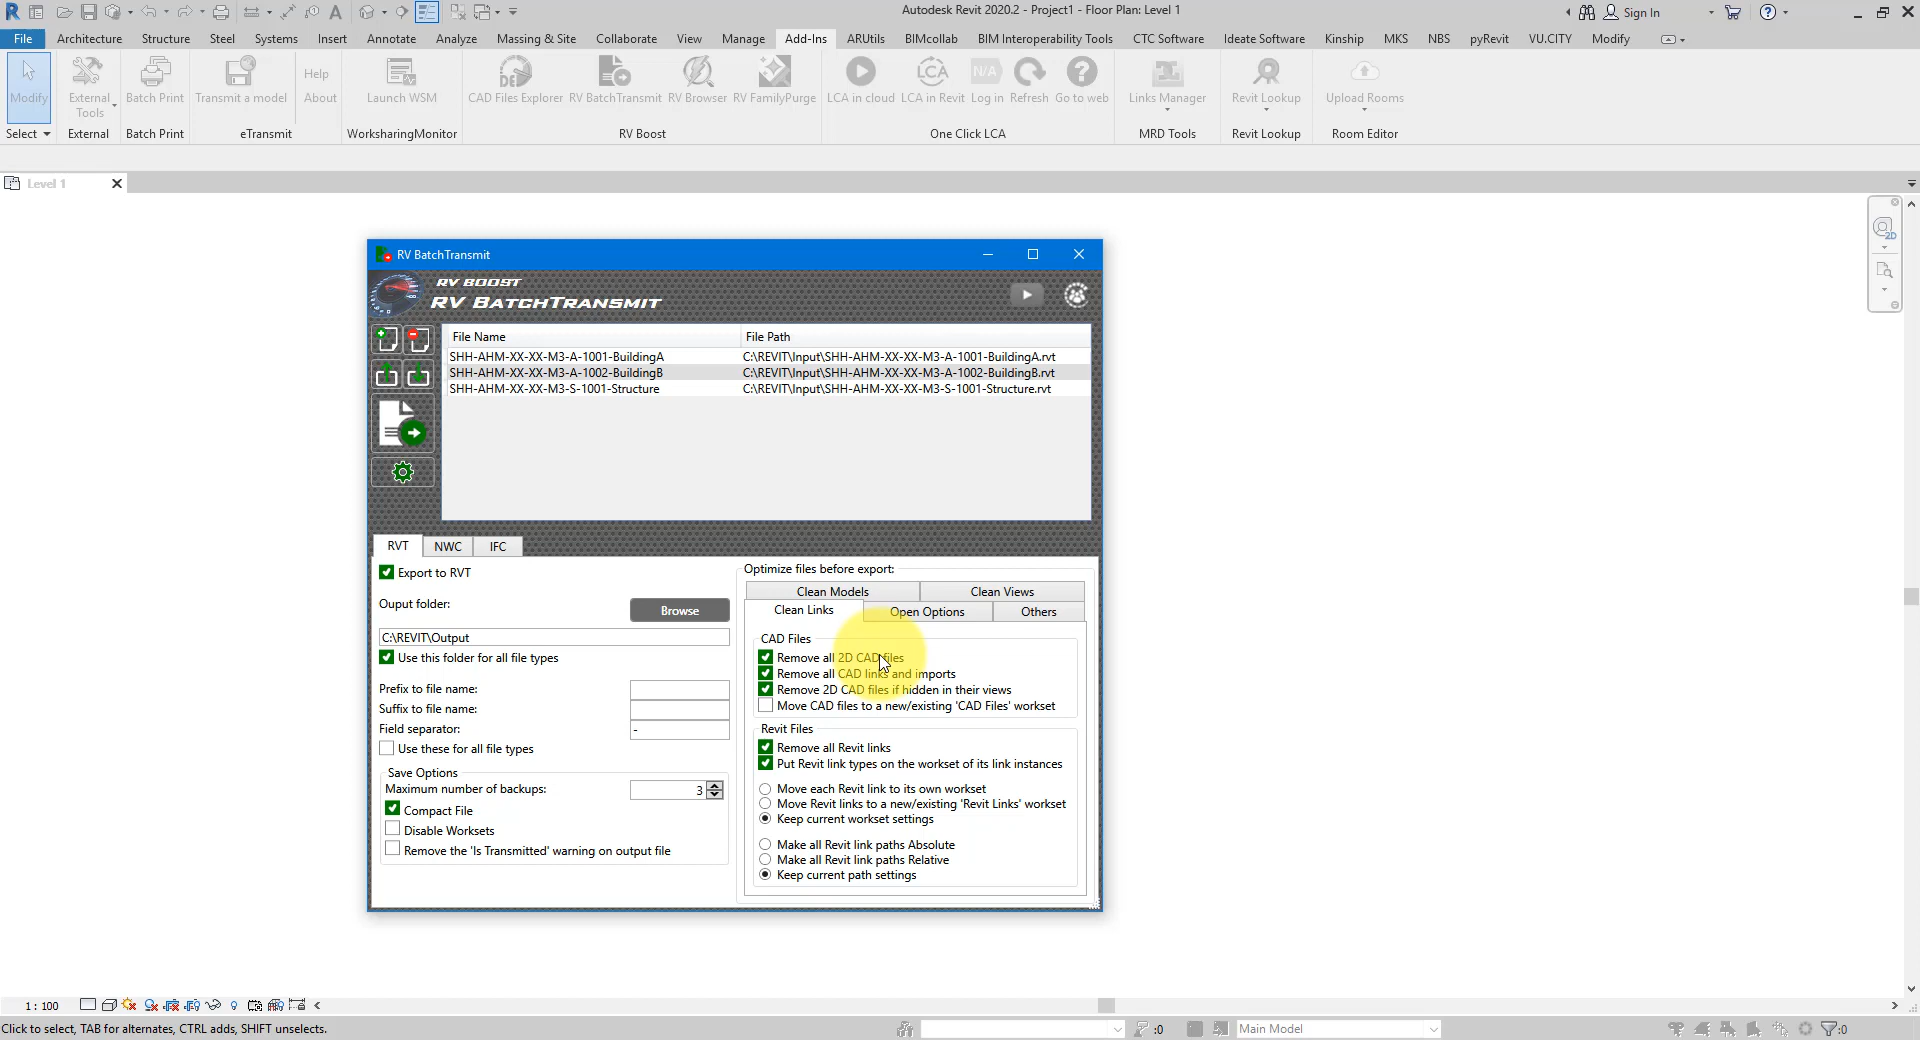 Autodesk Revit 2020.2 - Project1 - Floor Plan: Level 1
Sign In
File Architecture Structure Steel Systems Insert Annotate Analyze Massing & Site Collaborate View Manage Add-Ins ARUtils BIMcollab BIM Interoperability Tools CTC Software Ideate Software Kinship MKS NBS pyRevit VU.CITY Modify
Modify
External
Tools
Batch Print
Transmit a model
Help
About
Launch WSM
CAD Files Explorer
RV BatchTransmit
RV Browser
RV FamilyPurge
LCA in cloud
LCA in Revit
Log in
Refresh
Go to web
Links Manager
Revit Lookup
Upload Rooms
Select External Batch Print eTransmit WorksharingMonitor RV Boost One Click LCA MRD Tools Revit Lookup Room Editor
Level 1
2D
RV BatchTransmit
RV BOOST
RV BATCHTRANSMIT
File Name File Path
SHH-AHM-XX-XX-M3-A-1001-BuildingA C:\REVIT\Input\SHH-AHM-XX-XX-M3-A-1001-BuildingA.rvt
SHH-AHM-XX-XX-M3-A-1002-BuildingB C:\REVIT\Input\SHH-AHM-XX-XX-M3-A-1002-BuildingB.rvt
SHH-AHM-XX-XX-M3-S-1001-Structure C:\REVIT\Input\SHH-AHM-XX-XX-M3-S-1001-Structure.rvt
RVT NWC IFC
Export to RVT
Ouput folder:
Browse
C:\REVIT\Output
Use this folder for all file types
Prefix to file name:
Suffix to file name:
Field separator: -
Use these for all file types
Save Options
Maximum number of backups: 3
Compact File
Disable Worksets
Remove the 'Is Transmitted' warning on output file
Optimize files before export:
Clean Models Clean Views
Clean Links Open Options Others
CAD Files
Remove all 2D CAD files
Remove all CAD links and imports
Remove 2D CAD files if hidden in their views
Move CAD files to a new/existing 'CAD Files' workset
Revit Files
Remove all Revit links
Put Revit link types on the workset of its link instances
Move each Revit link to its own workset
Move Revit links to a new/existing 'Revit Links' workset
Keep current workset settings
Make all Revit link paths Absolute
Make all Revit link paths Relative
Keep current path settings
1 : 100
Click to select, TAB for alternates, CTRL adds, SHIFT unselects.
:0
Main Model
:0